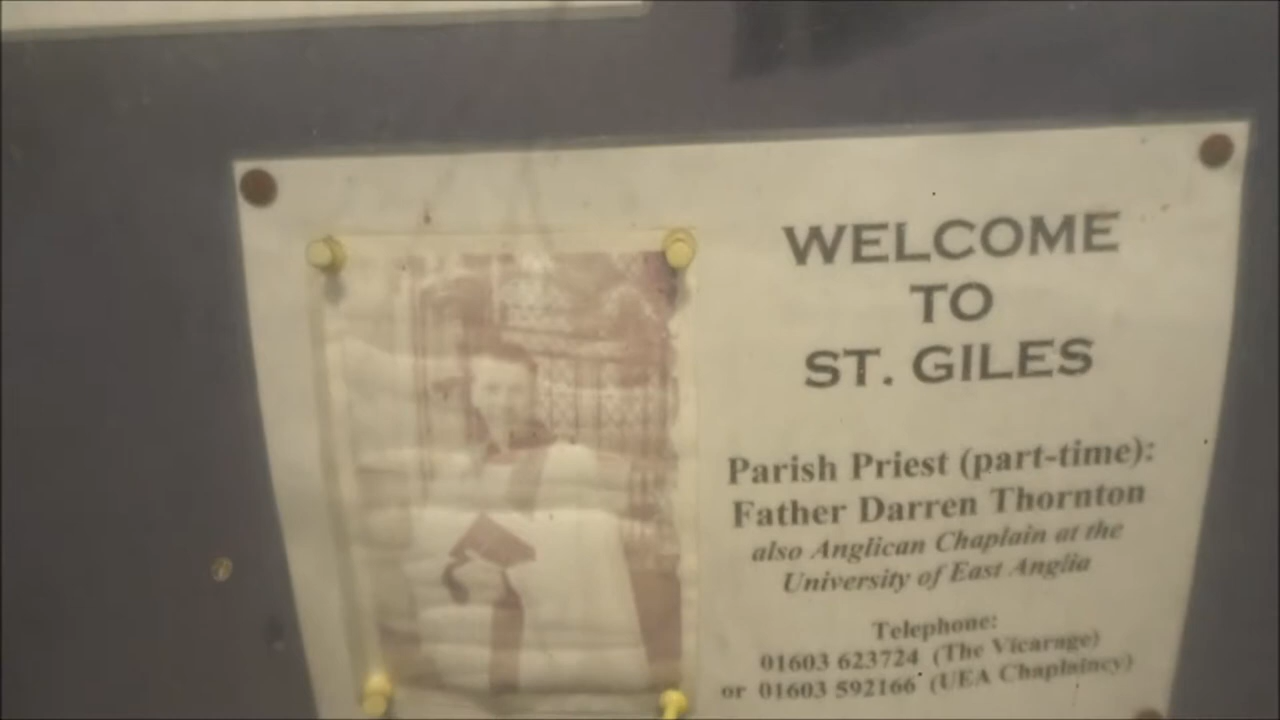 WELCOME
TO
ST. GILES
Parish Priest (part-time):
Father Darren Thornton
also Anglican Chaplain at the
University of East Anglia
Telephone:
01603 623724 (The Vicarage)
or 01603 592166 (UEA Chaplaincy)